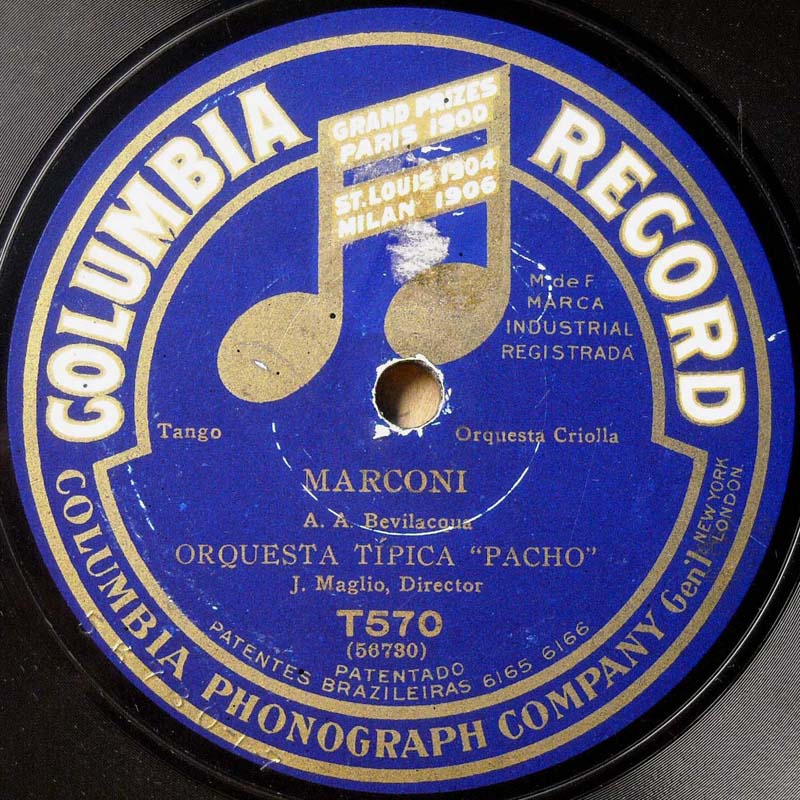 COLUMBIA RECORD
GRAND PRIZES
PARIS 1900
ST. LOUIS 1904
MILAN 1906
M de F
MARCA
INDUSTRIAL
REGISTRADA
Tango
Orquesta Criolla
MARCONI
A. A. Bevilacqua
ORQUESTA TÍPICA "PACHO"
J. Maglio, Director
T570
(56730)
PATENTADO
PATENTES BRAZILEIRAS 6165 6166
COLUMBIA PHONOGRAPH COMPANY Gen'l
NEW YORK
LONDON